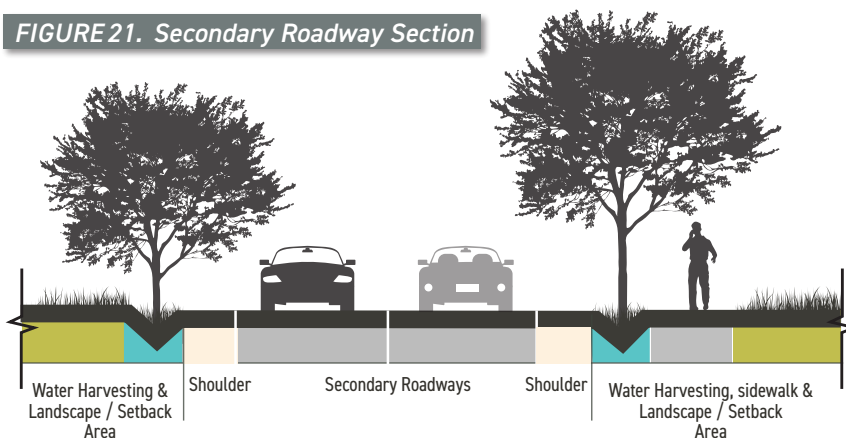 FIGURE 21. Secondary Roadway Section
Water Harvesting &
Landscape / Setback
Area
Shoulder
Secondary Roadways
Shoulder
Water Harvesting, sidewalk &
Landscape / Setback
Area